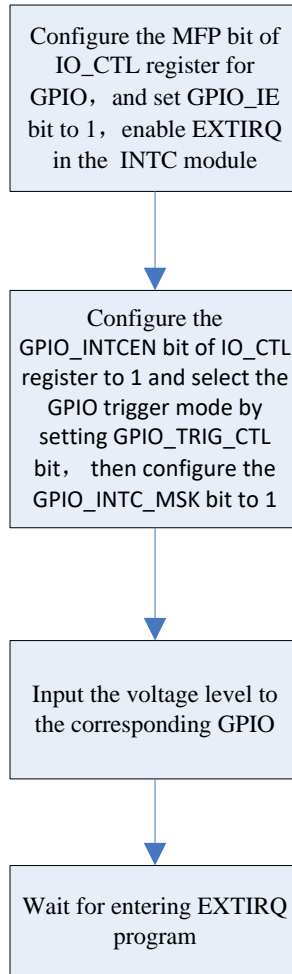 Configure the MFP bit of
IO_CTL register for
GPIO，and set GPIO_IE
bit to 1，enable EXTIRQ
in the INTC module
Configure the
GPIO_INTCEN bit of IO_CTL
register to 1 and select the
GPIO trigger mode by
setting GPIO_TRIG_CTL
bit， then configure the
GPIO_INTC_MSK bit to 1
Input the voltage level to
the corresponding GPIO
Wait for entering EXTIRQ
program